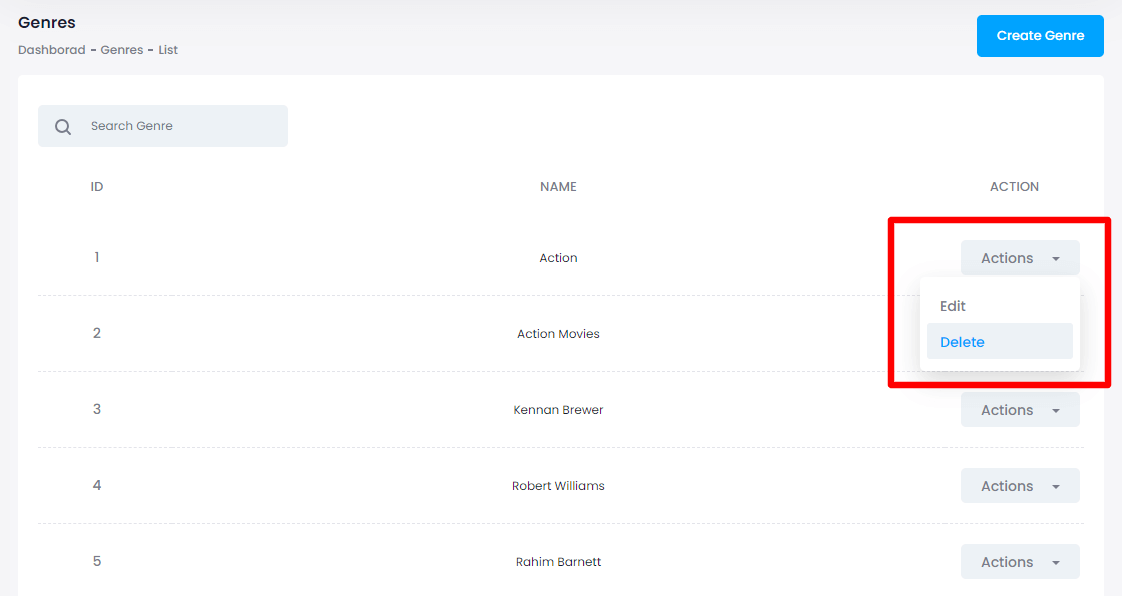 Genres
Create Genre
Dashborad - Genres - List
Search Genre
ID NAME ACTION
1 Action Actions
Edit
2 Action Movies
Delete
3 Kennan Brewer Actions
4 Robert Williams Actions
5 Rahim Barnett Actions